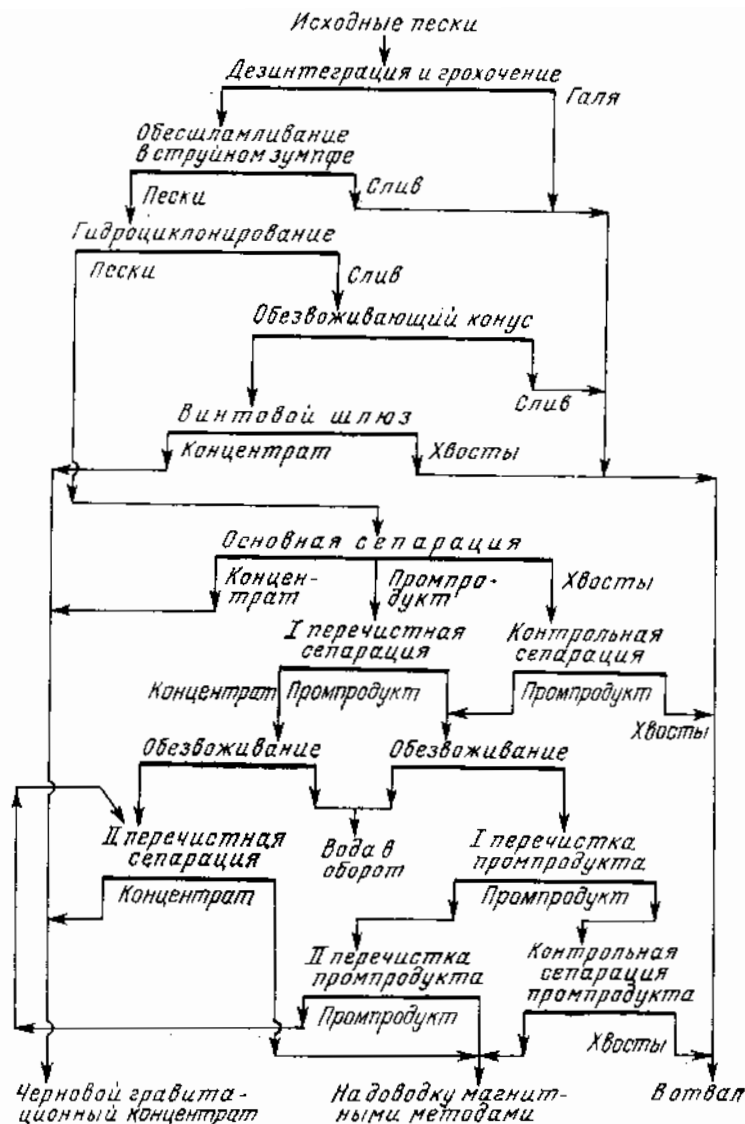 Исходные пески
Дезинтеграция и грохочение
Галя
Обесшламливание
в струйном зумпфе
Пески
Слив
Гидроциклонирование
Пески
Слив
Обезвоживающий конус
Слив
Винтовой шлюз
Концентрат
Хвосты
Основная сепарация
Концен-
трат
Промпро-
дукт
Хвосты
I перечистная
сепарация
Контрольная
сепарация
Концентрат
Промпродукт
Промпродукт
Хвосты
Обезвоживание
Обезвоживание
II перечистная
сепарация
Вода в
оборот
I перечистка
промпродукта
Концентрат
Промпродукт
II перечистка
промпродукта
Контрольная
сепарация
промпродукта
Промпродукт
Хвосты
Черновой гравита-
ционный концентрат
На доводку магнит-
ными методами
В отвал